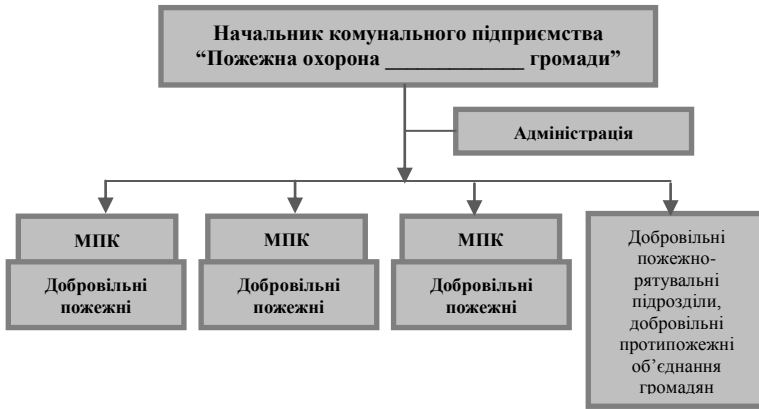 Начальник комунального підприємства
“Пожежна охорона _____________ громади”
Адміністрація
МПК
Добровільні
пожежні
МПК
Добровільні
пожежні
МПК
Добровільні
пожежні
Добровільні
пожежно-
рятувальні
підрозділи,
добровільні
протипожежні
об’єднання
громадян